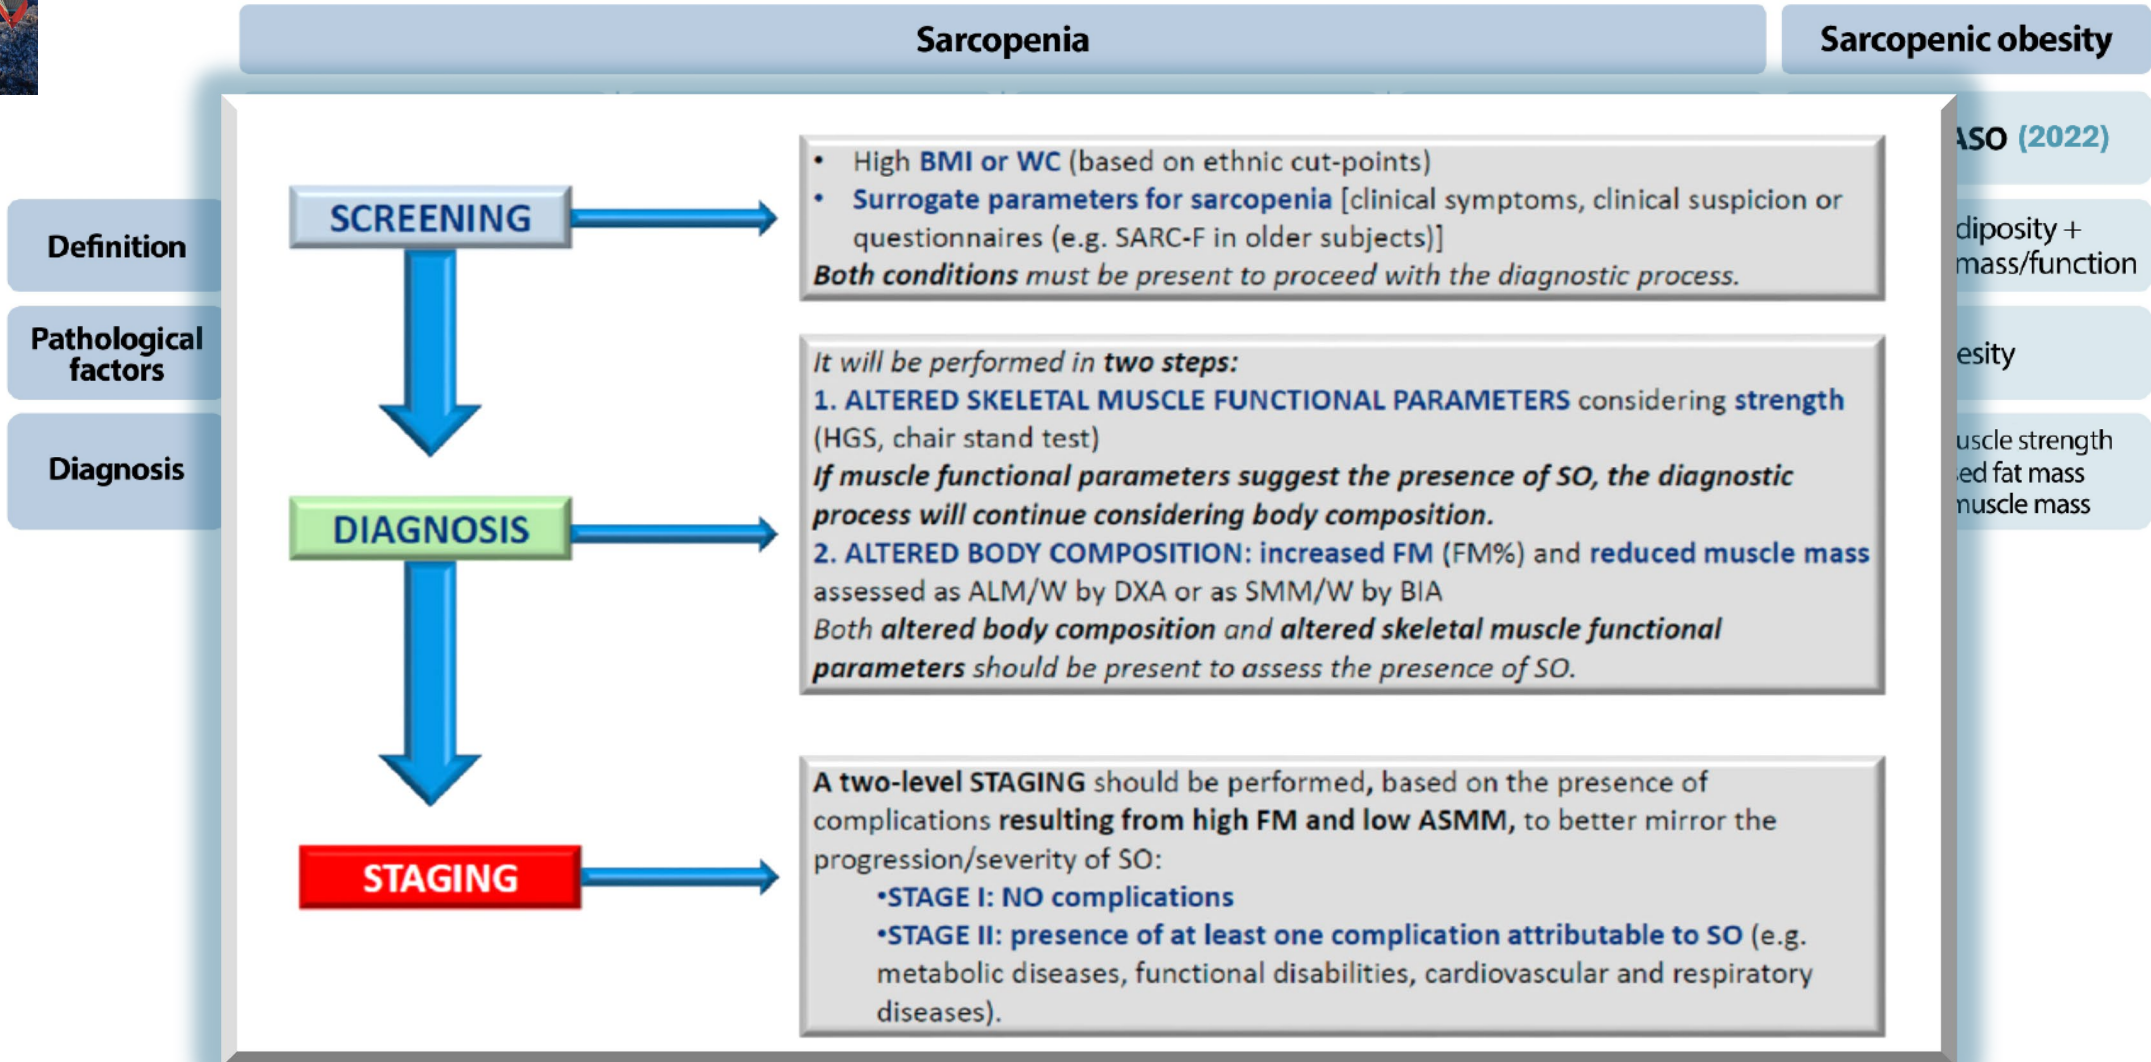 Sarcopenia
Sarcopenic obesity
ASO (2022)
Definition
diposity +
mass/function
Pathological
factors
esity
Diagnosis
uscle strength
ed fat mass
muscle mass
SCREENING
• High BMI or WC (based on ethnic cut-points)
• Surrogate parameters for sarcopenia [clinical symptoms, clinical suspicion or
questionnaires (e.g. SARC-F in older subjects)]
Both conditions must be present to proceed with the diagnostic process.
DIAGNOSIS
It will be performed in two steps:
1. ALTERED SKELETAL MUSCLE FUNCTIONAL PARAMETERS considering strength
(HGS, chair stand test)
If muscle functional parameters suggest the presence of SO, the diagnostic
process will continue considering body composition.
2. ALTERED BODY COMPOSITION: increased FM (FM%) and reduced muscle mass
assessed as ALM/W by DXA or as SMM/W by BIA
Both altered body composition and altered skeletal muscle functional
parameters should be present to assess the presence of SO.
STAGING
A two-level STAGING should be performed, based on the presence of
complications resulting from high FM and low ASMM, to better mirror the
progression/severity of SO:
•STAGE I: NO complications
•STAGE II: presence of at least one complication attributable to SO (e.g.
metabolic diseases, functional disabilities, cardiovascular and respiratory
diseases).